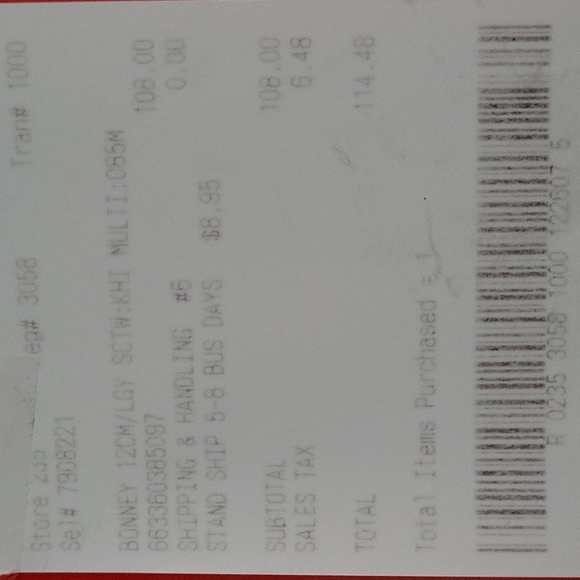 Store 235 eg# 3058 Tran# 1000
Sel# 7908221
BONNEY 12CM/LGY SCTW:KHI MULTI:085M
663360385097 108.00
SHIPPING & HANDLING #6 0.00
STAND SHIP 5-8 BUS DAYS $8.95
SUBTOTAL 108.00
SALES TAX 6.48
TOTAL 114.48
Total Items Purchased = 1
R 0235 3058 1000 122607 5